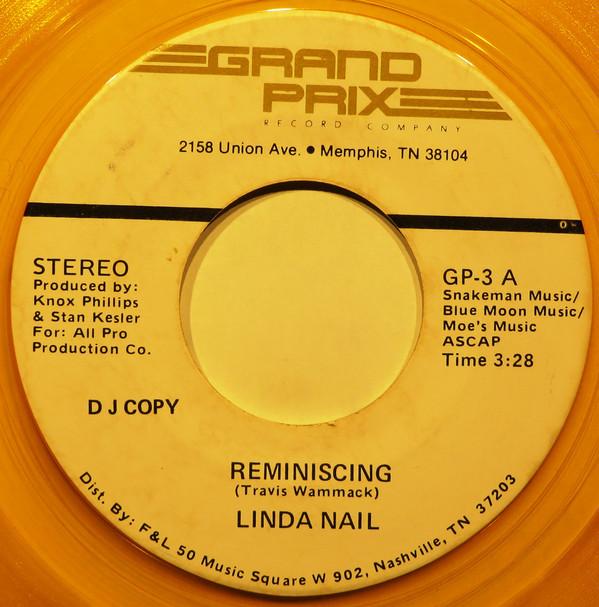 GRAND
PRIX
RECORD COMPANY
2158 Union Ave. • Memphis, TN 38104
STEREO
Produced by:
Knox Phillips
& Stan Kesler
For: All Pro
Production Co.
D J COPY
GP-3 A
Snakeman Music/
Blue Moon Music/
Moe's Music
ASCAP
Time 3:28
REMINISCING
(Travis Wammack)
LINDA NAIL
Dist. By: F&L 50 Music Square W 902, Nashville, TN 37203